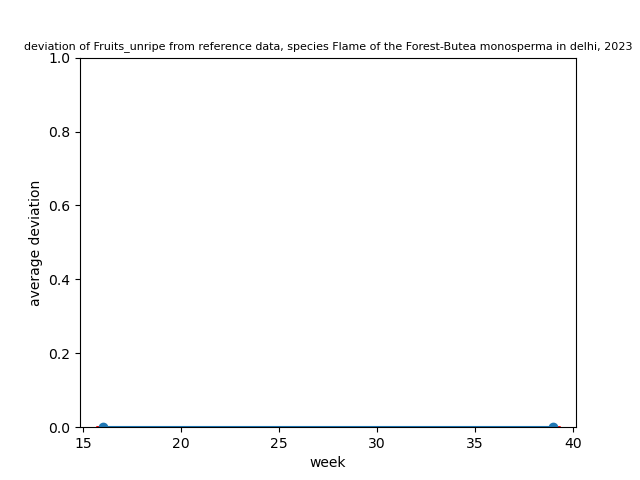 deviation of Fruits_unripe from reference data, species Flame of the Forest-Butea monosperma in delhi, 2023
1.0
0.8
0.6
0.4
0.2
0.0
average deviation
15 20 25 30 35 40
week